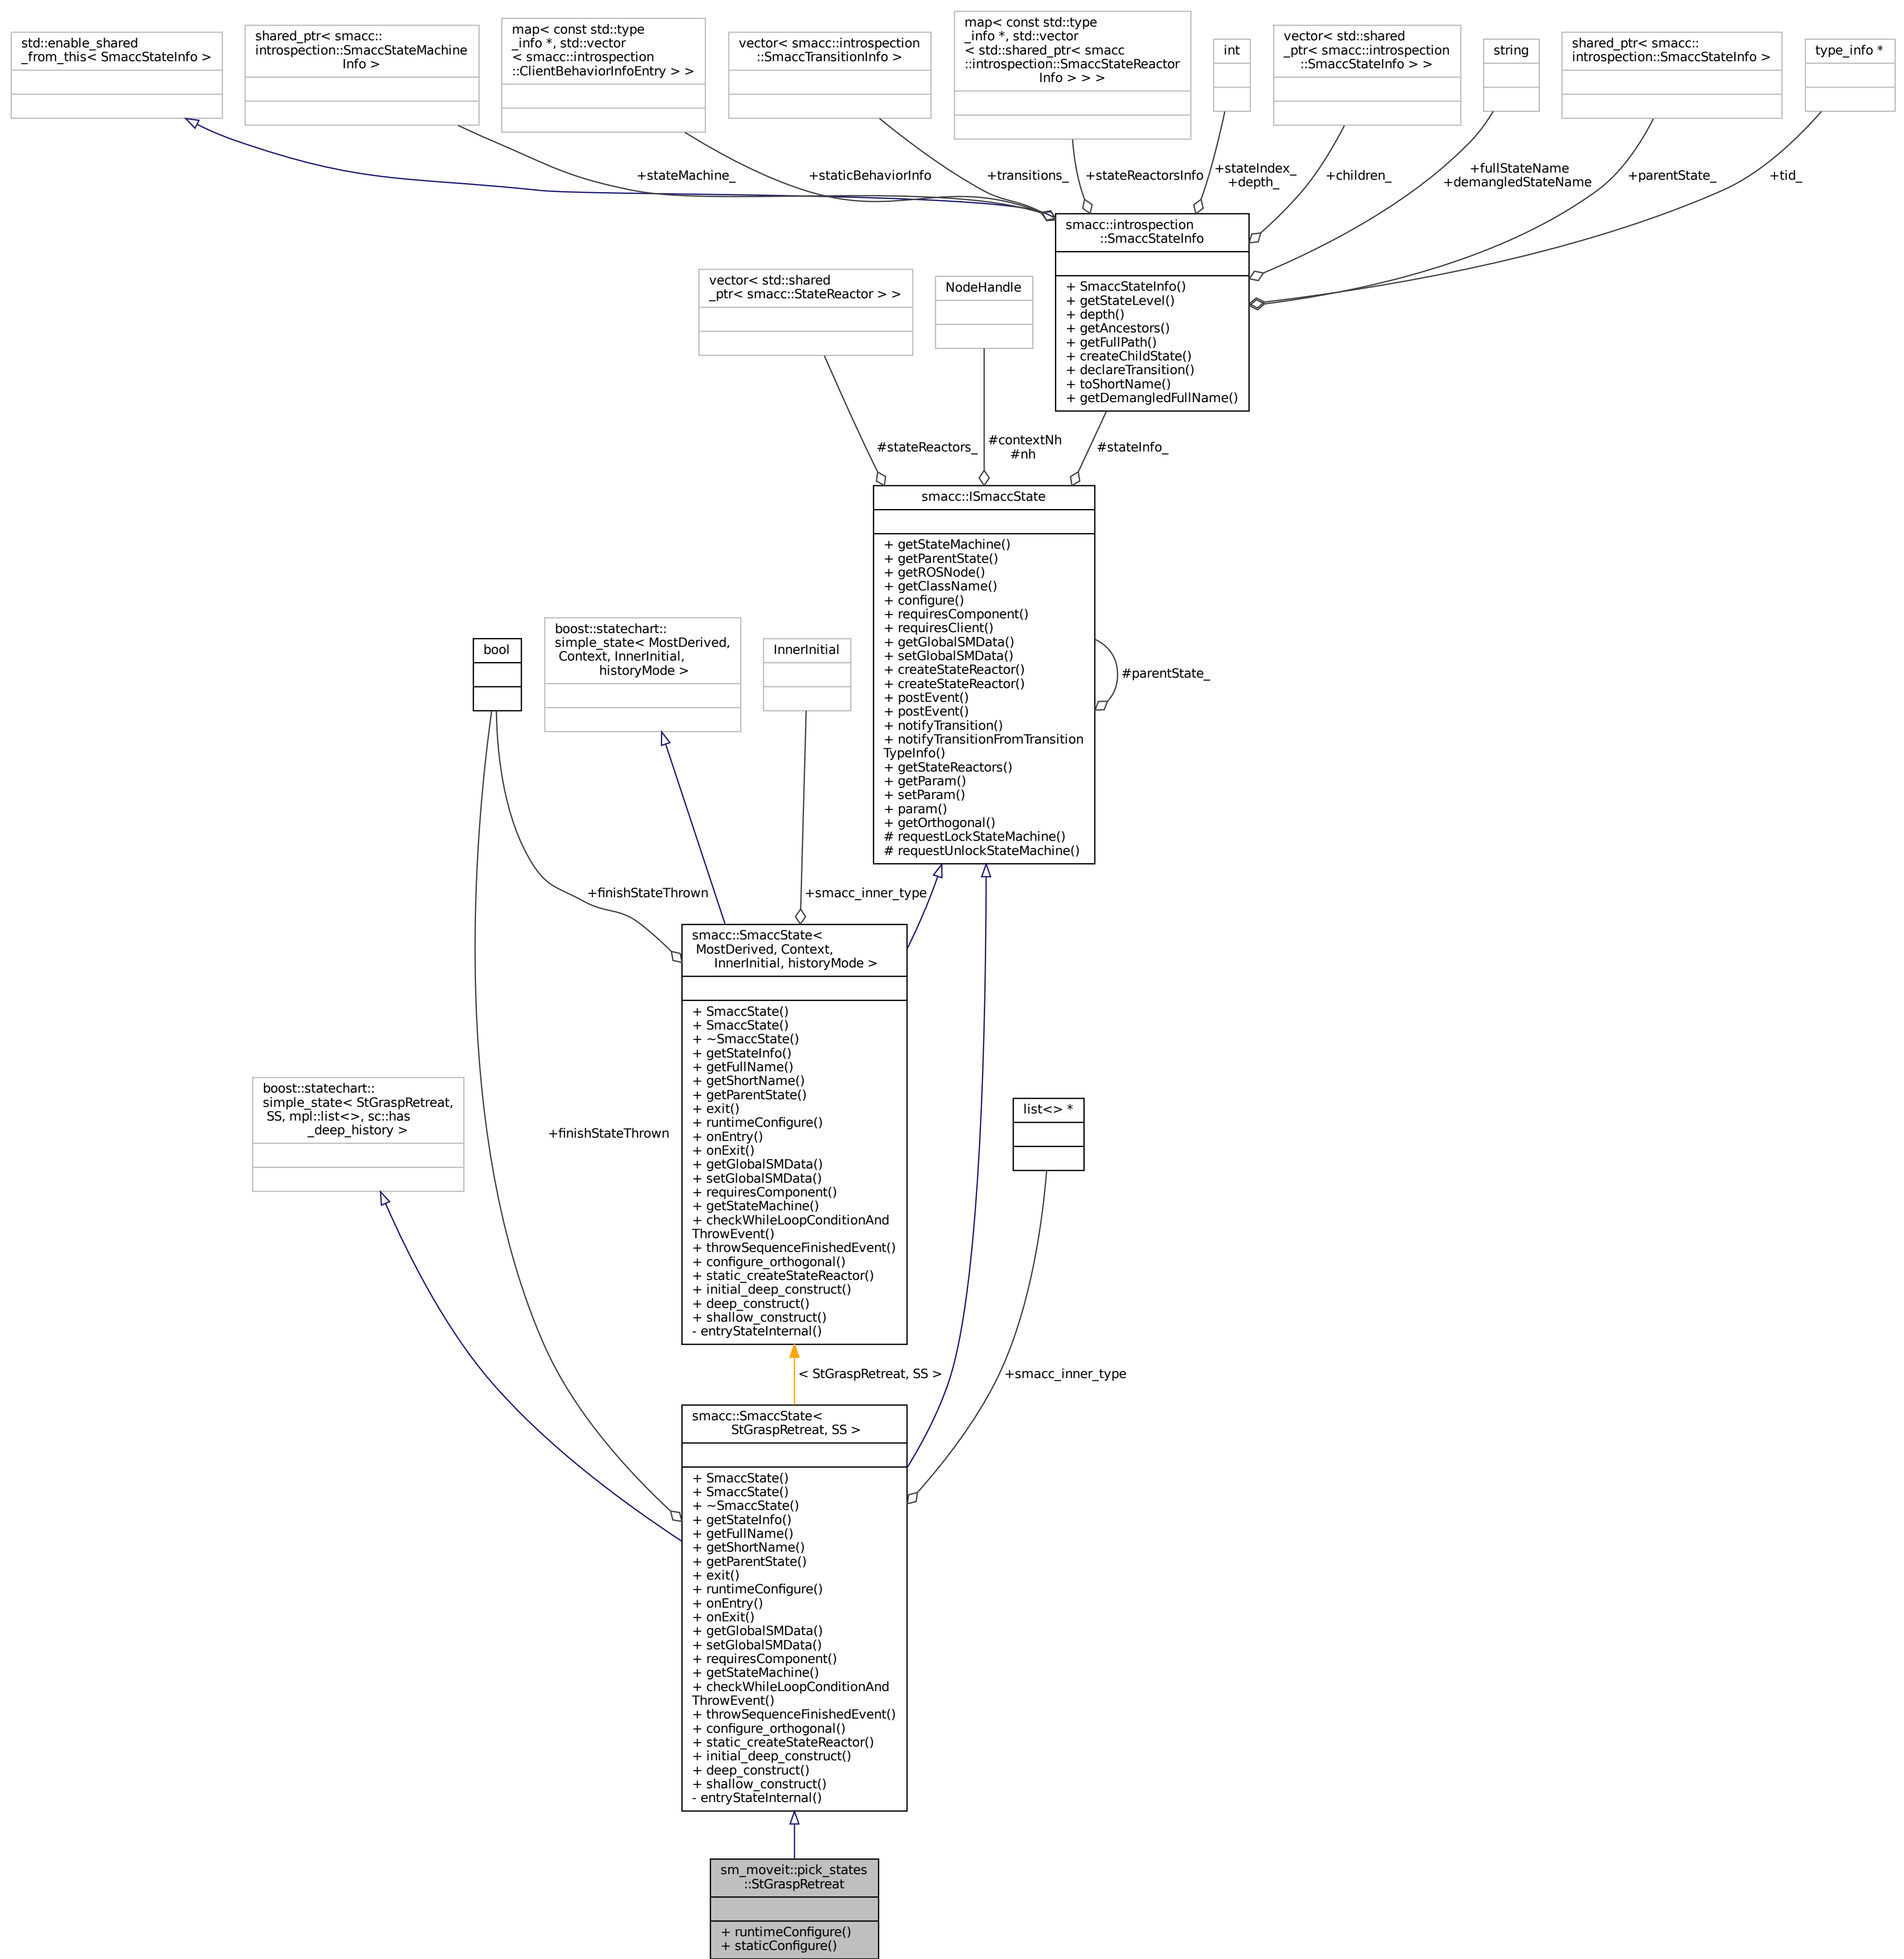 std::enable_shared
_from_this< SmaccStateInfo >
shared_ptr< smacc::
introspection::SmaccStateMachine
Info >
map< const std::type
_info *, std::vector
< smacc::introspection
::ClientBehaviorInfoEntry > >
vector< smacc::introspection
::SmaccTransitionInfo >
map< const std::type
_info *, std::vector
< std::shared_ptr< smacc
::introspection::SmaccStateReactor
Info > > >
int
vector< std::shared
_ptr< smacc::introspection
::SmaccStateInfo > >
string
shared_ptr< smacc::
introspection::SmaccStateInfo >
type_info *
+stateMachine_
+staticBehaviorInfo
+transitions_
+stateReactorsInfo
+stateIndex_
+depth_
+children_
+fullStateName
+demangledStateName
+parentState_
+tid_
smacc::introspection
::SmaccStateInfo
+ SmaccStateInfo()
+ getStateLevel()
+ depth()
+ getAncestors()
+ getFullPath()
+ createChildState()
+ declareTransition()
+ toShortName()
+ getDemangledFullName()
vector< std::shared
_ptr< smacc::StateReactor > >
NodeHandle
#stateReactors_
#contextNh
#nh
#stateInfo_
smacc::ISmaccState
+ getStateMachine()
+ getParentState()
+ getROSNode()
+ getClassName()
+ configure()
+ requiresComponent()
+ requiresClient()
+ getGlobalSMData()
+ setGlobalSMData()
+ createStateReactor()
+ createStateReactor()
+ postEvent()
+ postEvent()
+ notifyTransition()
+ notifyTransitionFromTransition
TypeInfo()
+ getStateReactors()
+ getParam()
+ setParam()
+ param()
+ getOrthogonal()
# requestLockStateMachine()
# requestUnlockStateMachine()
#parentState_
bool
boost::statechart::
simple_state< MostDerived,
Context, InnerInitial,
historyMode >
InnerInitial
+finishStateThrown
+smacc_inner_type
smacc::SmaccState<
MostDerived, Context,
InnerInitial, historyMode >
+ SmaccState()
+ SmaccState()
+ ~SmaccState()
+ getStateInfo()
+ getFullName()
+ getShortName()
+ getParentState()
+ exit()
+ runtimeConfigure()
+ onEntry()
+ onExit()
+ getGlobalSMData()
+ setGlobalSMData()
+ requiresComponent()
+ getStateMachine()
+ checkWhileLoopConditionAnd
ThrowEvent()
+ throwSequenceFinishedEvent()
+ configure_orthogonal()
+ static_createStateReactor()
+ initial_deep_construct()
+ deep_construct()
+ shallow_construct()
- entryStateInternal()
boost::statechart::
simple_state< StGraspRetreat,
SS, mpl::list<>, sc::has
_deep_history >
+finishStateThrown
list<> *
< StGraspRetreat, SS >
+smacc_inner_type
smacc::SmaccState<
StGraspRetreat, SS >
+ SmaccState()
+ SmaccState()
+ ~SmaccState()
+ getStateInfo()
+ getFullName()
+ getShortName()
+ getParentState()
+ exit()
+ runtimeConfigure()
+ onEntry()
+ onExit()
+ getGlobalSMData()
+ setGlobalSMData()
+ requiresComponent()
+ getStateMachine()
+ checkWhileLoopConditionAnd
ThrowEvent()
+ throwSequenceFinishedEvent()
+ configure_orthogonal()
+ static_createStateReactor()
+ initial_deep_construct()
+ deep_construct()
+ shallow_construct()
- entryStateInternal()
sm_moveit::pick_states
::StGraspRetreat
+ runtimeConfigure()
+ staticConfigure()